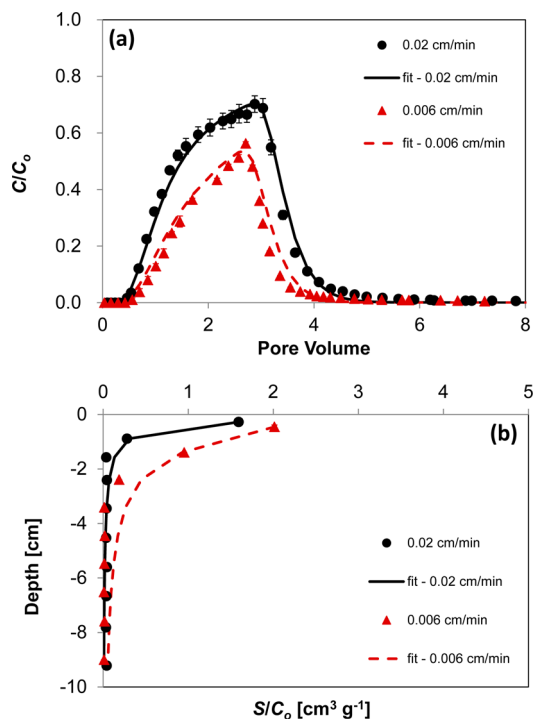 (a)
1.0
0.8
0.6
0.4
0.2
0.0
C/Co
0.02 cm/min
fit - 0.02 cm/min
0.006 cm/min
fit - 0.006 cm/min
0 2 4 6 8
Pore Volume
0 1 2 3 4 5
(b)
0
-2
-4
-6
-8
-10
Depth [cm]
0.02 cm/min
fit - 0.02 cm/min
0.006 cm/min
fit - 0.006 cm/min
S/Co [cm³ g⁻¹]